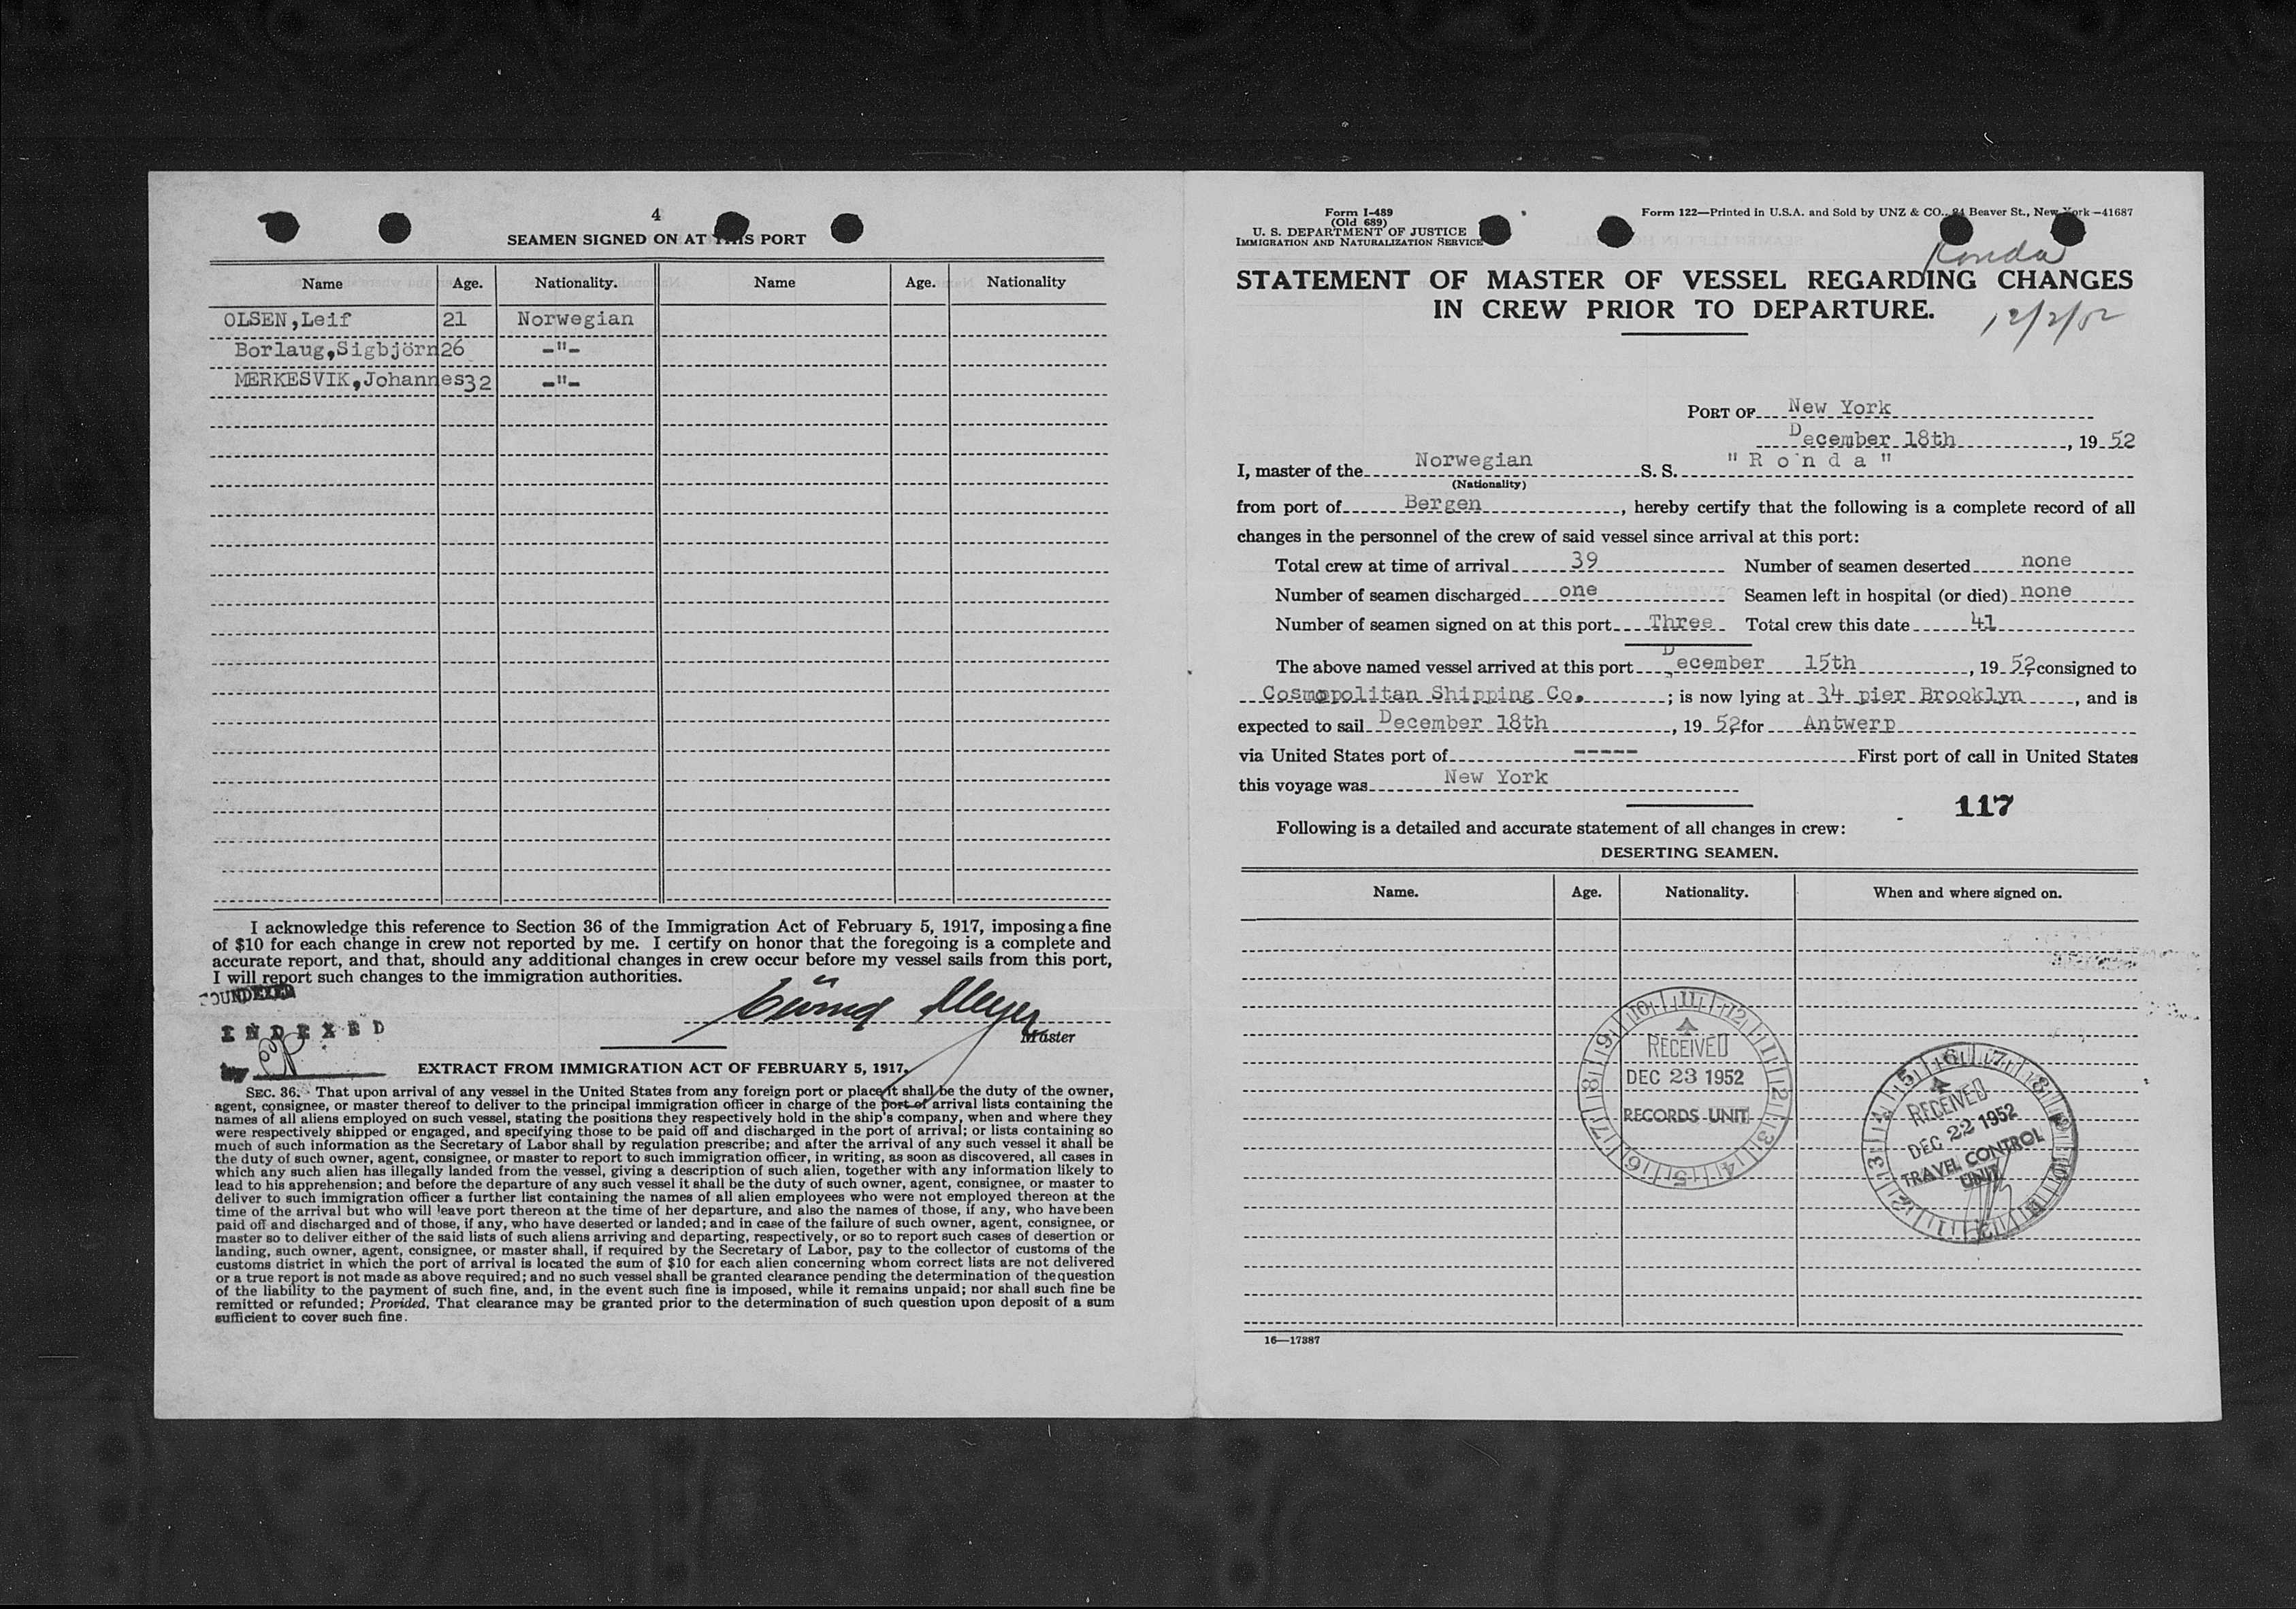 4
SEAMEN SIGNED ON AT THIS PORT
Name Age. Nationality. Name Age. Nationality
OLSEN,Leif 21 Norwegian
Borlaug,Sigbjörn 26 -"-
MERKESVIK,Johannes 32 -"-
I acknowledge this reference to Section 36 of the Immigration Act of February 5, 1917, imposing a fine
of $10 for each change in crew not reported by me. I certify on honor that the foregoing is a complete and
accurate report, and that, should any additional changes in crew occur before my vessel sails from this port,
I will report such changes to the immigration authorities.
INDEXED
Meyer
Master
by
EXTRACT FROM IMMIGRATION ACT OF FEBRUARY 5, 1917.
SEC. 36. That upon arrival of any vessel in the United States from any foreign port or place it shall be the duty of the owner,
agent, consignee, or master thereof to deliver to the principal immigration officer in charge of the port of arrival lists containing the
names of all aliens employed on such vessel, stating the positions they respectively hold in the ship's company, when and where they
were respectively shipped or engaged, and specifying those to be paid off and discharged in the port of arrival; or lists containing so
much of such information as the Secretary of Labor shall by regulation prescribe; and after the arrival of any such vessel it shall be
the duty of such owner, agent, consignee, or master to report to such immigration officer, in writing, as soon as discovered, all cases in
which any such alien has illegally landed from the vessel, giving a description of such alien, together with any information likely to
lead to his apprehension; and before the departure of any such vessel it shall be the duty of such owner, agent, consignee, or master to
deliver to such immigration officer a further list containing the names of all alien employees who were not employed thereon at the
time of the arrival but who will leave port thereon at the time of her departure, and also the names of those, if any, who have been
paid off and discharged and of those, if any, who have deserted or landed; and in case of the failure of such owner, agent, consignee, or
master so to deliver either of the said lists of such aliens arriving and departing, respectively, or so to report such cases of desertion or
landing, such owner, agent, consignee, or master shall, if required by the Secretary of Labor, pay to the collector of customs of the
customs district in which the port of arrival is located the sum of $10 for each alien concerning whom correct lists are not delivered
or a true report is not made as above required; and no such vessel shall be granted clearance pending the determination of the question
of the liability to the payment of such fine, and, in the event such fine is imposed, while it remains unpaid; nor shall such fine be
remitted or refunded; Provided, That clearance may be granted prior to the determination of such question upon deposit of a sum
sufficient to cover such fine.
Form I-489
(Old 689)
U. S. DEPARTMENT OF JUSTICE
IMMIGRATION AND NATURALIZATION SERVICE
Form 122—Printed in U.S.A. and Sold by UNZ & CO., 24 Beaver St., New York—41687
Ronda
STATEMENT OF MASTER OF VESSEL REGARDING CHANGES
IN CREW PRIOR TO DEPARTURE.
12/2/52
PORT OF New York
December 18th, 19 52
I, master of the Norwegian S. S. "R o n d a"
(Nationality)
from port of Bergen, hereby certify that the following is a complete record of all
changes in the personnel of the crew of said vessel since arrival at this port:
Total crew at time of arrival 39 Number of seamen deserted none
Number of seamen discharged one Seamen left in hospital (or died) none
Number of seamen signed on at this port Three Total crew this date 41
The above named vessel arrived at this port December 15th, 19 52, consigned to
Cosmopolitan Shipping Co.; is now lying at 34 pier Brooklyn, and is
expected to sail December 18th, 19 52, for Antwerp
via United States port of ----- First port of call in United States
this voyage was New York
117
Following is a detailed and accurate statement of all changes in crew:
DESERTING SEAMEN.
Name. Age. Nationality. When and where signed on.
RECEIVED
DEC 23 1952
RECORDS UNIT
RECEIVED
DEC 22 1952
TRAVEL CONTROL
UNIT
16—17387